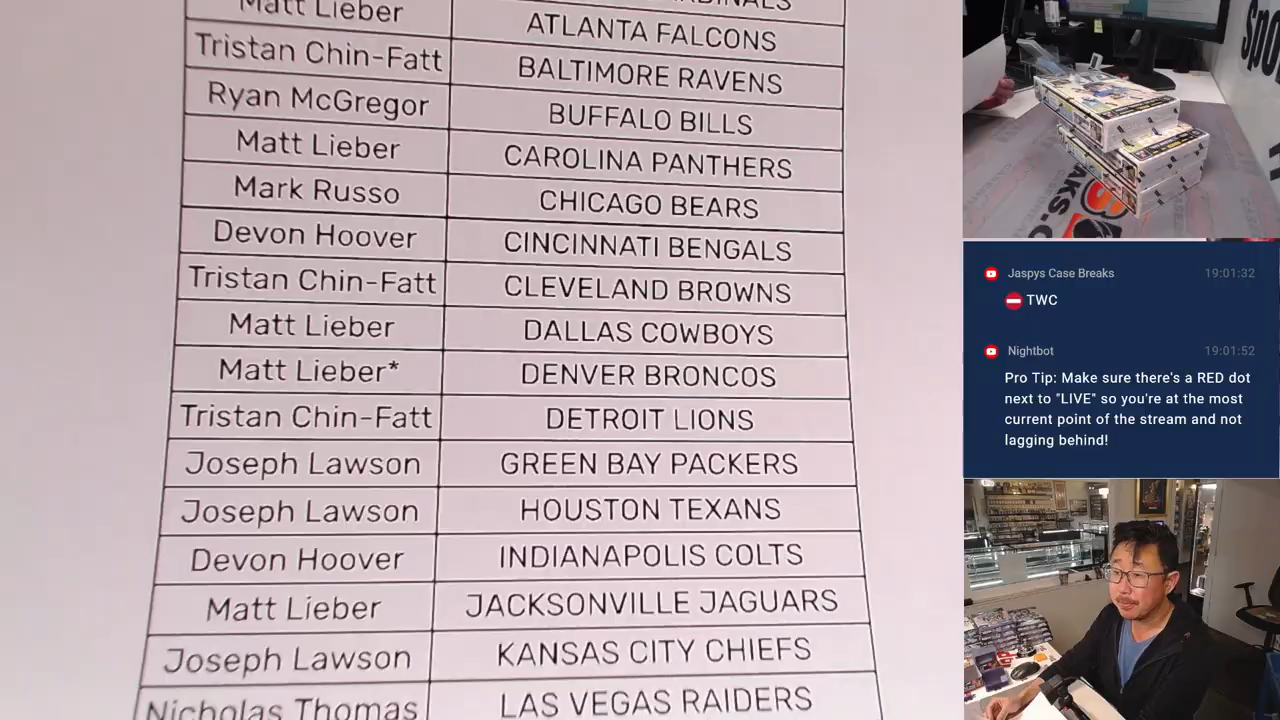 Matt Lieber
ATLANTA FALCONS
Tristan Chin-Fatt
BALTIMORE RAVENS
Ryan McGregor
BUFFALO BILLS
Matt Lieber
CAROLINA PANTHERS
Mark Russo
CHICAGO BEARS
Devon Hoover
CINCINNATI BENGALS
Tristan Chin-Fatt
CLEVELAND BROWNS
Matt Lieber
DALLAS COWBOYS
Matt Lieber*
DENVER BRONCOS
Tristan Chin-Fatt
DETROIT LIONS
Joseph Lawson
GREEN BAY PACKERS
Joseph Lawson
HOUSTON TEXANS
Devon Hoover
INDIANAPOLIS COLTS
Matt Lieber
JACKSONVILLE JAGUARS
Joseph Lawson
KANSAS CITY CHIEFS
Nicholas Thomas
LAS VEGAS RAIDERS
Jaspys Case Breaks 19:01:32
TWC
Nightbot 19:01:52
Pro Tip: Make sure there's a RED dot
next to "LIVE" so you're at the most
current point of the stream and not
lagging behind!